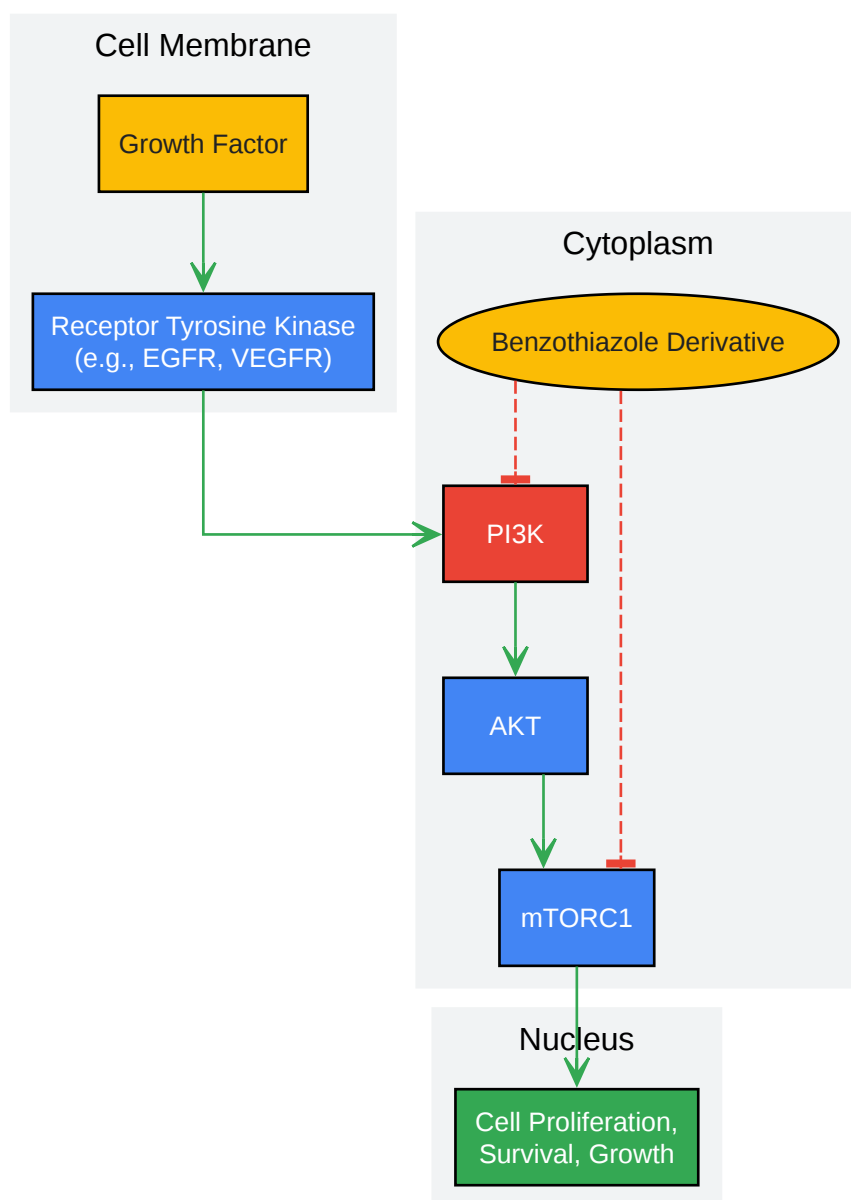 Cell Membrane
Growth Factor
Receptor Tyrosine Kinase
(e.g., EGFR, VEGFR)
Cytoplasm
Benzothiazole Derivative
PI3K
AKT
mTORC1
Nucleus
Cell Proliferation,
Survival, Growth